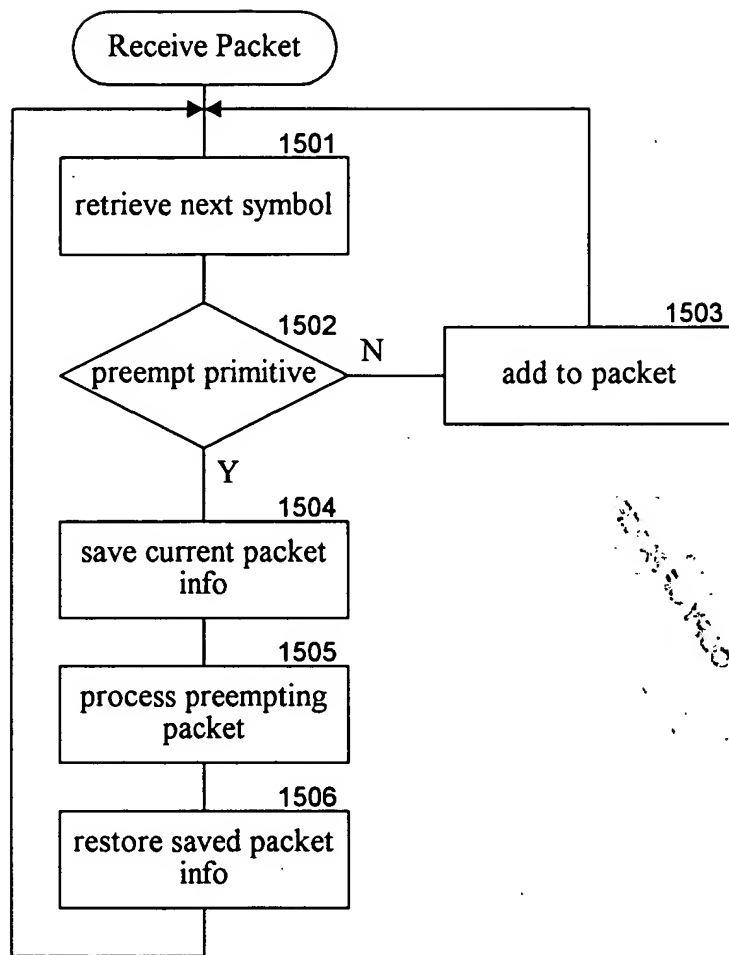 Receive Packet
1501
retrieve next symbol
1502
preempt primitive
N
1503
add to packet
Y
1504
save current packet
info
1505
process preempting
packet
1506
restore saved packet
info